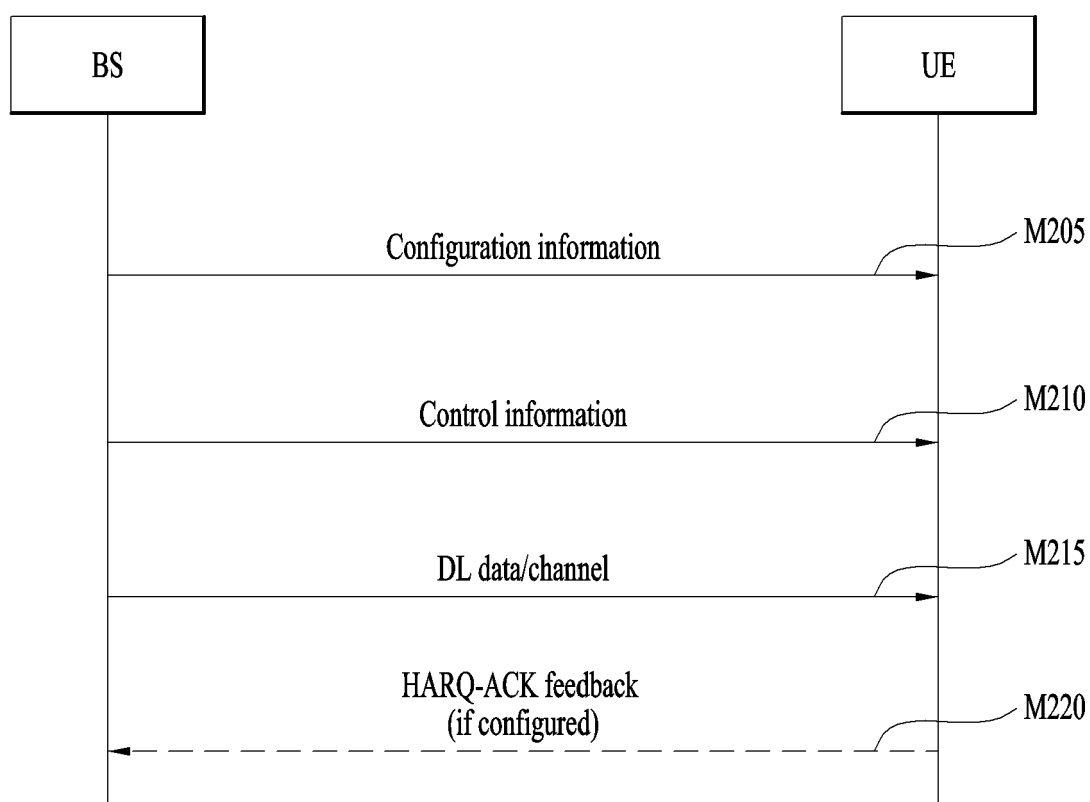 BS
UE
Configuration information
M205
Control information
M210
DL data/channel
M215
HARQ-ACK feedback
(if configured)
M220